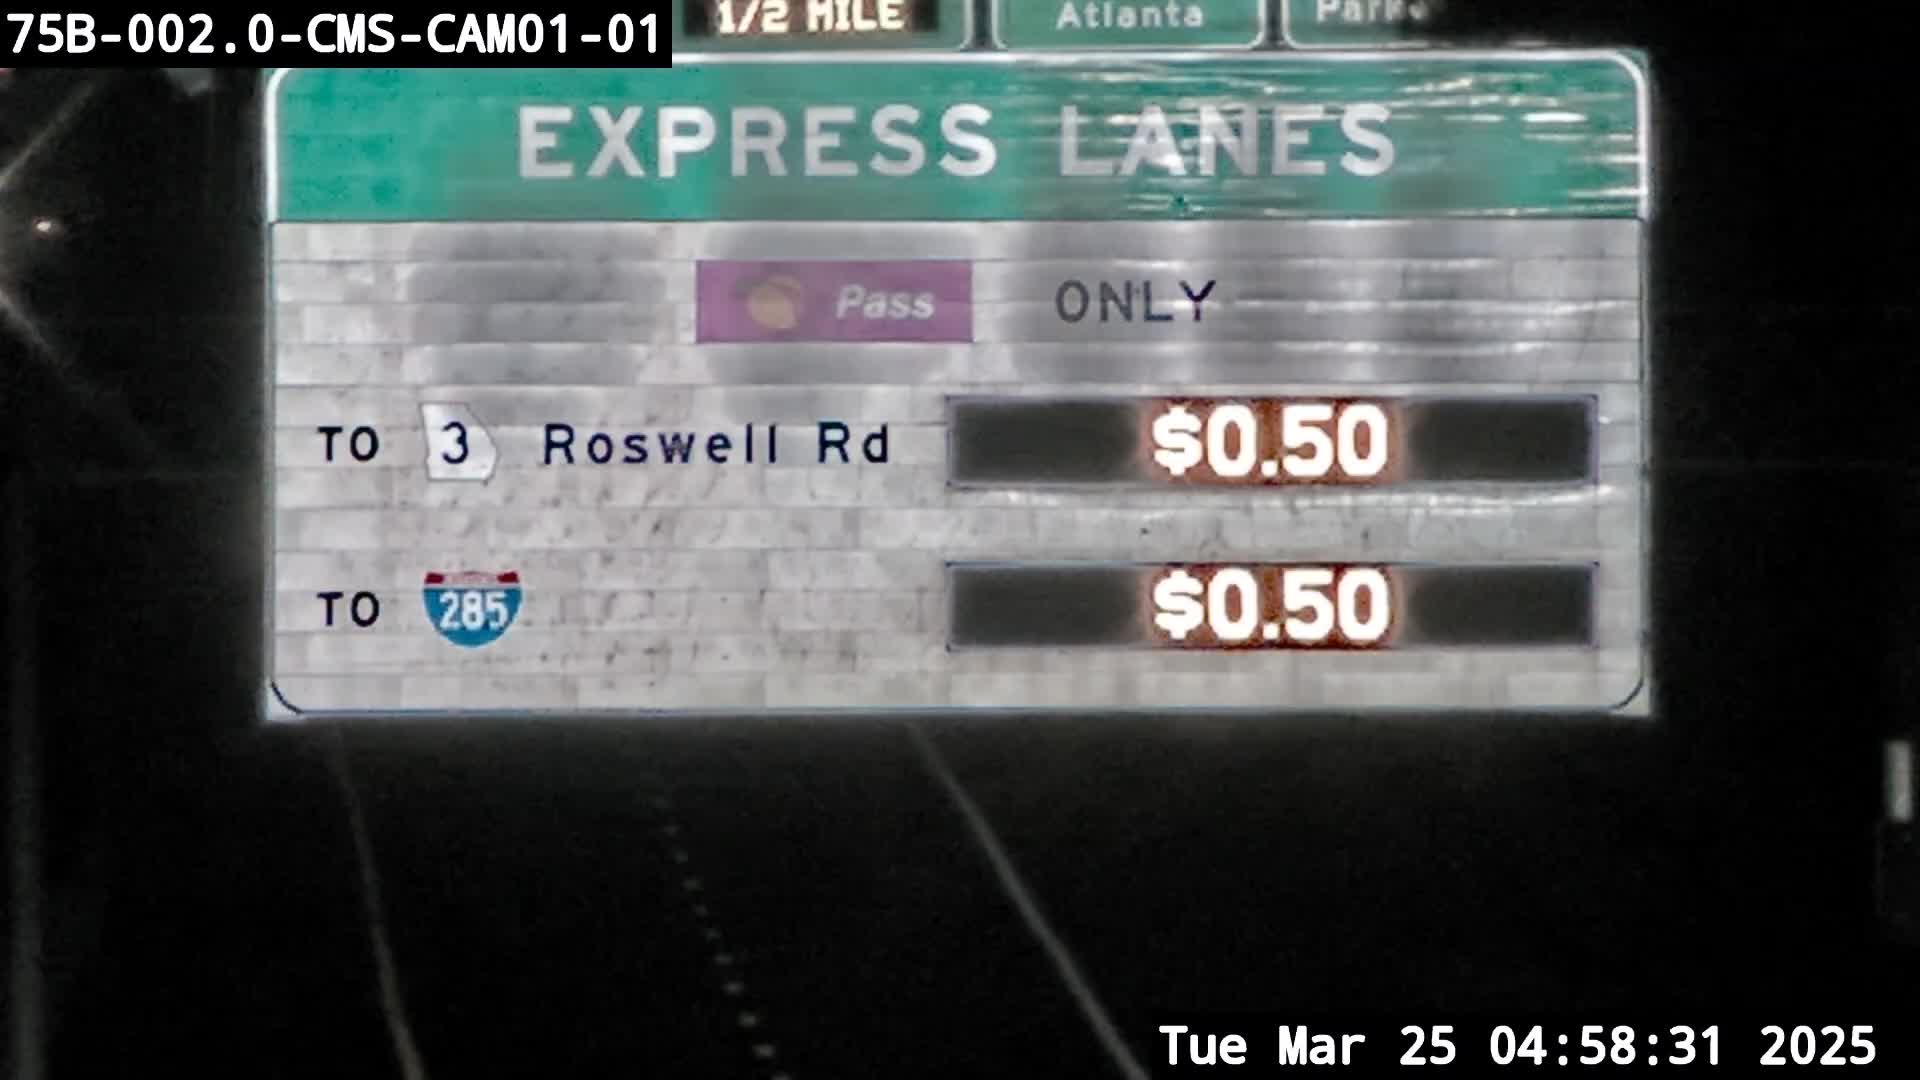 75B-002.0-CMS-CAM01-01
1/2 MILE
Atlanta
EXPRESS LANES
Pass ONLY
TO 3 Roswell Rd $0.50
TO 285 $0.50
Tue Mar 25 04:58:31 2025